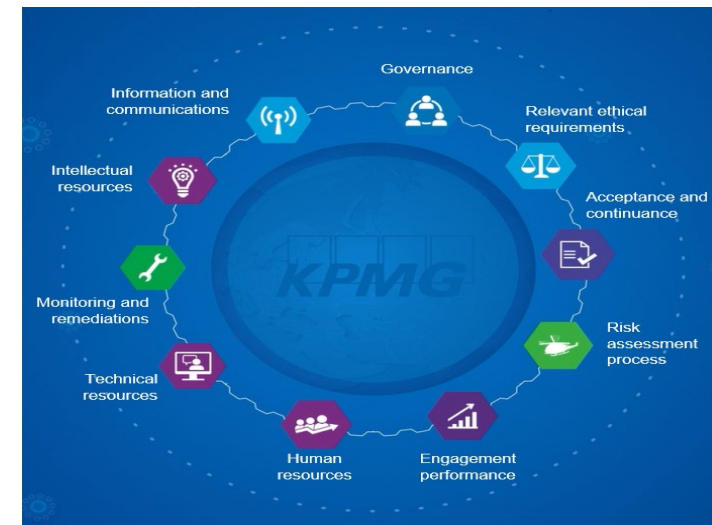 Governance
Information and
communications
Relevant ethical
requirements
Intellectual
resources
Acceptance and
continuance
KPMG
Monitoring and
remediations
Risk
assessment
process
Technical
resources
Human
resources
Engagement
performance